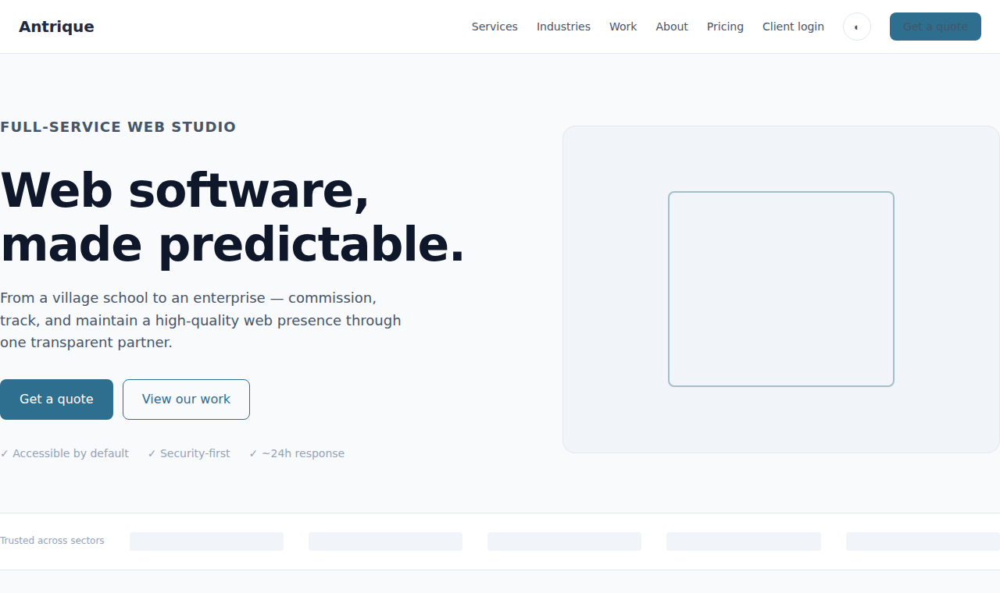 Antrique
Services
Industries
Work
About
Pricing
Client login
Get a quote
FULL-SERVICE WEB STUDIO
Web software,
made predictable.
From a village school to an enterprise — commission,
track, and maintain a high-quality web presence through
one transparent partner.
Get a quote
View our work
✓ Accessible by default
✓ Security-first
✓ ~24h response
Trusted across sectors